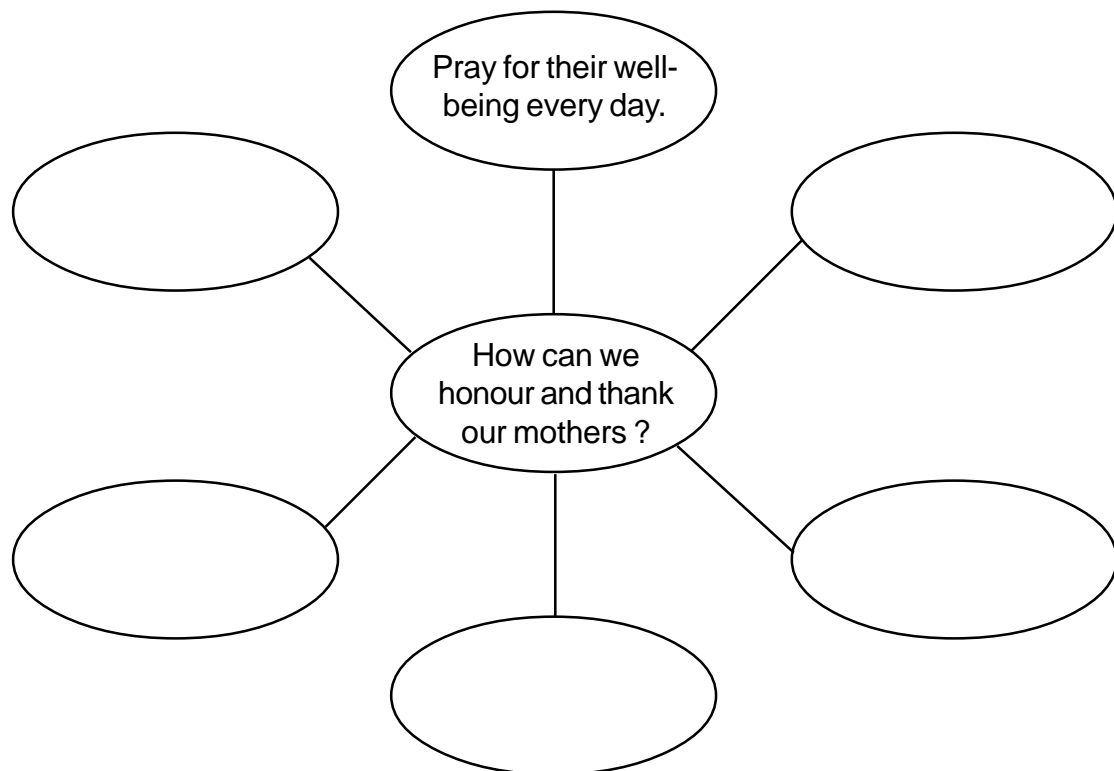 Pray for their well-
being every day.
How can we
honour and thank
our mothers ?